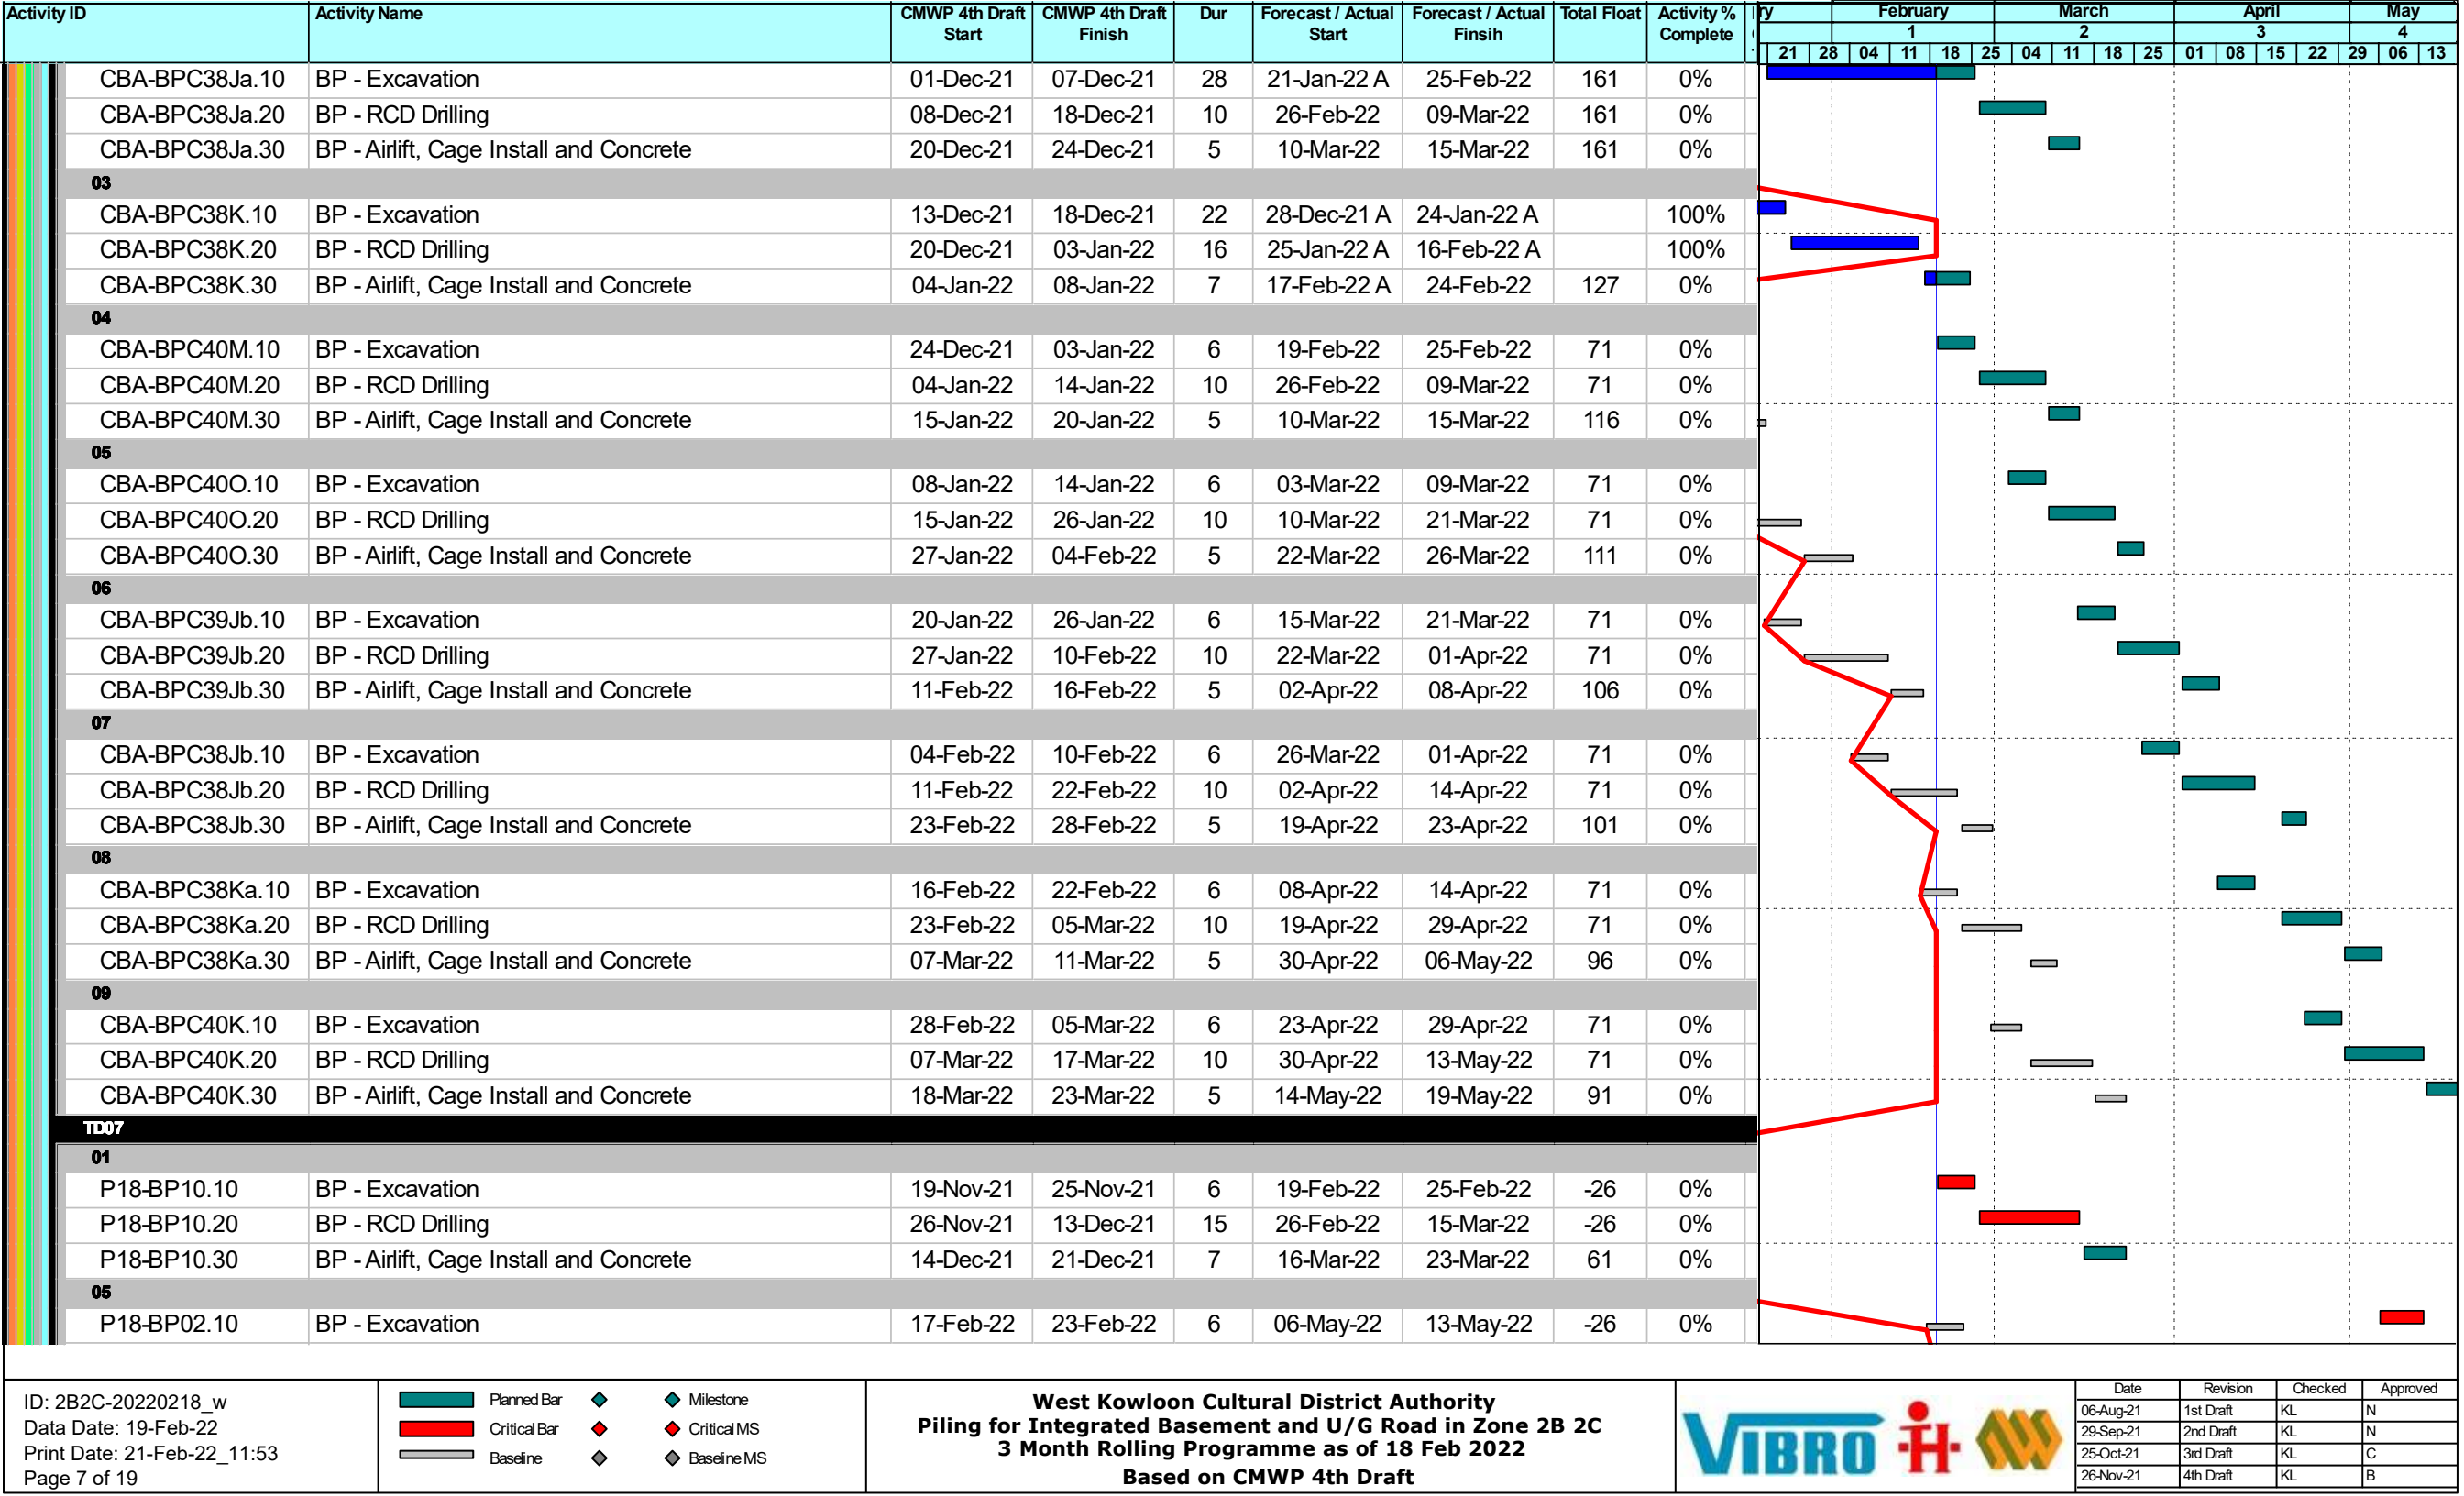 Activity ID Activity Name CMWP 4th Draft Start CMWP 4th Draft Finish Dur Forecast / Actual Start Forecast / Actual Finsih Total Float Activity % Complete ry February March April May
1 2 3 4
21 28 04 11 18 25 04 11 18 25 01 08 15 22 29 06 13
CBA-BPC38Ja.10 BP - Excavation 01-Dec-21 07-Dec-21 28 21-Jan-22 A 25-Feb-22 161 0%
CBA-BPC38Ja.20 BP - RCD Drilling 08-Dec-21 18-Dec-21 10 26-Feb-22 09-Mar-22 161 0%
CBA-BPC38Ja.30 BP - Airlift, Cage Install and Concrete 20-Dec-21 24-Dec-21 5 10-Mar-22 15-Mar-22 161 0%
03
CBA-BPC38K.10 BP - Excavation 13-Dec-21 18-Dec-21 22 28-Dec-21 A 24-Jan-22 A 100%
CBA-BPC38K.20 BP - RCD Drilling 20-Dec-21 03-Jan-22 16 25-Jan-22 A 16-Feb-22 A 100%
CBA-BPC38K.30 BP - Airlift, Cage Install and Concrete 04-Jan-22 08-Jan-22 7 17-Feb-22 A 24-Feb-22 127 0%
04
CBA-BPC40M.10 BP - Excavation 24-Dec-21 03-Jan-22 6 19-Feb-22 25-Feb-22 71 0%
CBA-BPC40M.20 BP - RCD Drilling 04-Jan-22 14-Jan-22 10 26-Feb-22 09-Mar-22 71 0%
CBA-BPC40M.30 BP - Airlift, Cage Install and Concrete 15-Jan-22 20-Jan-22 5 10-Mar-22 15-Mar-22 116 0%
05
CBA-BPC40O.10 BP - Excavation 08-Jan-22 14-Jan-22 6 03-Mar-22 09-Mar-22 71 0%
CBA-BPC40O.20 BP - RCD Drilling 15-Jan-22 26-Jan-22 10 10-Mar-22 21-Mar-22 71 0%
CBA-BPC40O.30 BP - Airlift, Cage Install and Concrete 27-Jan-22 04-Feb-22 5 22-Mar-22 26-Mar-22 111 0%
06
CBA-BPC39Jb.10 BP - Excavation 20-Jan-22 26-Jan-22 6 15-Mar-22 21-Mar-22 71 0%
CBA-BPC39Jb.20 BP - RCD Drilling 27-Jan-22 10-Feb-22 10 22-Mar-22 01-Apr-22 71 0%
CBA-BPC39Jb.30 BP - Airlift, Cage Install and Concrete 11-Feb-22 16-Feb-22 5 02-Apr-22 08-Apr-22 106 0%
07
CBA-BPC38Jb.10 BP - Excavation 04-Feb-22 10-Feb-22 6 26-Mar-22 01-Apr-22 71 0%
CBA-BPC38Jb.20 BP - RCD Drilling 11-Feb-22 22-Feb-22 10 02-Apr-22 14-Apr-22 71 0%
CBA-BPC38Jb.30 BP - Airlift, Cage Install and Concrete 23-Feb-22 28-Feb-22 5 19-Apr-22 23-Apr-22 101 0%
08
CBA-BPC38Ka.10 BP - Excavation 16-Feb-22 22-Feb-22 6 08-Apr-22 14-Apr-22 71 0%
CBA-BPC38Ka.20 BP - RCD Drilling 23-Feb-22 05-Mar-22 10 19-Apr-22 29-Apr-22 71 0%
CBA-BPC38Ka.30 BP - Airlift, Cage Install and Concrete 07-Mar-22 11-Mar-22 5 30-Apr-22 06-May-22 96 0%
09
CBA-BPC40K.10 BP - Excavation 28-Feb-22 05-Mar-22 6 23-Apr-22 29-Apr-22 71 0%
CBA-BPC40K.20 BP - RCD Drilling 07-Mar-22 17-Mar-22 10 30-Apr-22 13-May-22 71 0%
CBA-BPC40K.30 BP - Airlift, Cage Install and Concrete 18-Mar-22 23-Mar-22 5 14-May-22 19-May-22 91 0%
TD07
01
P18-BP10.10 BP - Excavation 19-Nov-21 25-Nov-21 6 19-Feb-22 25-Feb-22 -26 0%
P18-BP10.20 BP - RCD Drilling 26-Nov-21 13-Dec-21 15 26-Feb-22 15-Mar-22 -26 0%
P18-BP10.30 BP - Airlift, Cage Install and Concrete 14-Dec-21 21-Dec-21 7 16-Mar-22 23-Mar-22 61 0%
05
P18-BP02.10 BP - Excavation 17-Feb-22 23-Feb-22 6 06-May-22 13-May-22 -26 0%
ID: 2B2C-20220218_w
Data Date: 19-Feb-22
Print Date: 21-Feb-22_11:53
Page 7 of 19
Planned Bar Milestone
Critical Bar Critical MS
Baseline Baseline MS
West Kowloon Cultural District Authority
Piling for Integrated Basement and U/G Road in Zone 2B 2C
3 Month Rolling Programme as of 18 Feb 2022
Based on CMWP 4th Draft
VIBRO
Date Revision Checked Approved
06-Aug-21 1st Draft KL N
29-Sep-21 2nd Draft KL N
25-Oct-21 3rd Draft KL C
26-Nov-21 4th Draft KL B